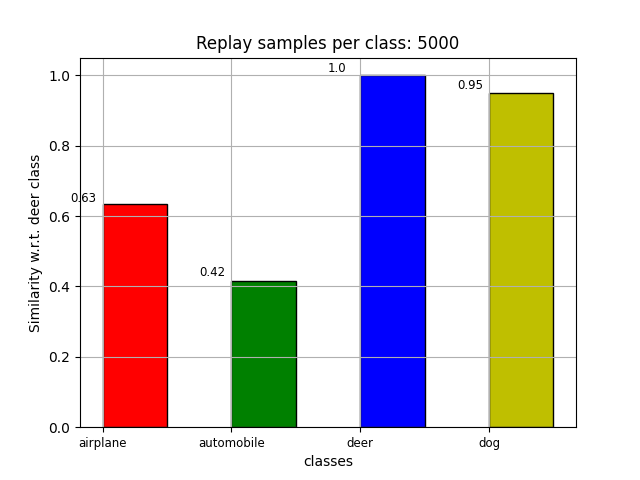 Replay samples per class: 5000
Similarity w.r.t. deer class
1.0
0.8
0.6
0.4
0.2
0.0
0.63
0.42
1.0
0.95
airplane
automobile
deer
dog
classes